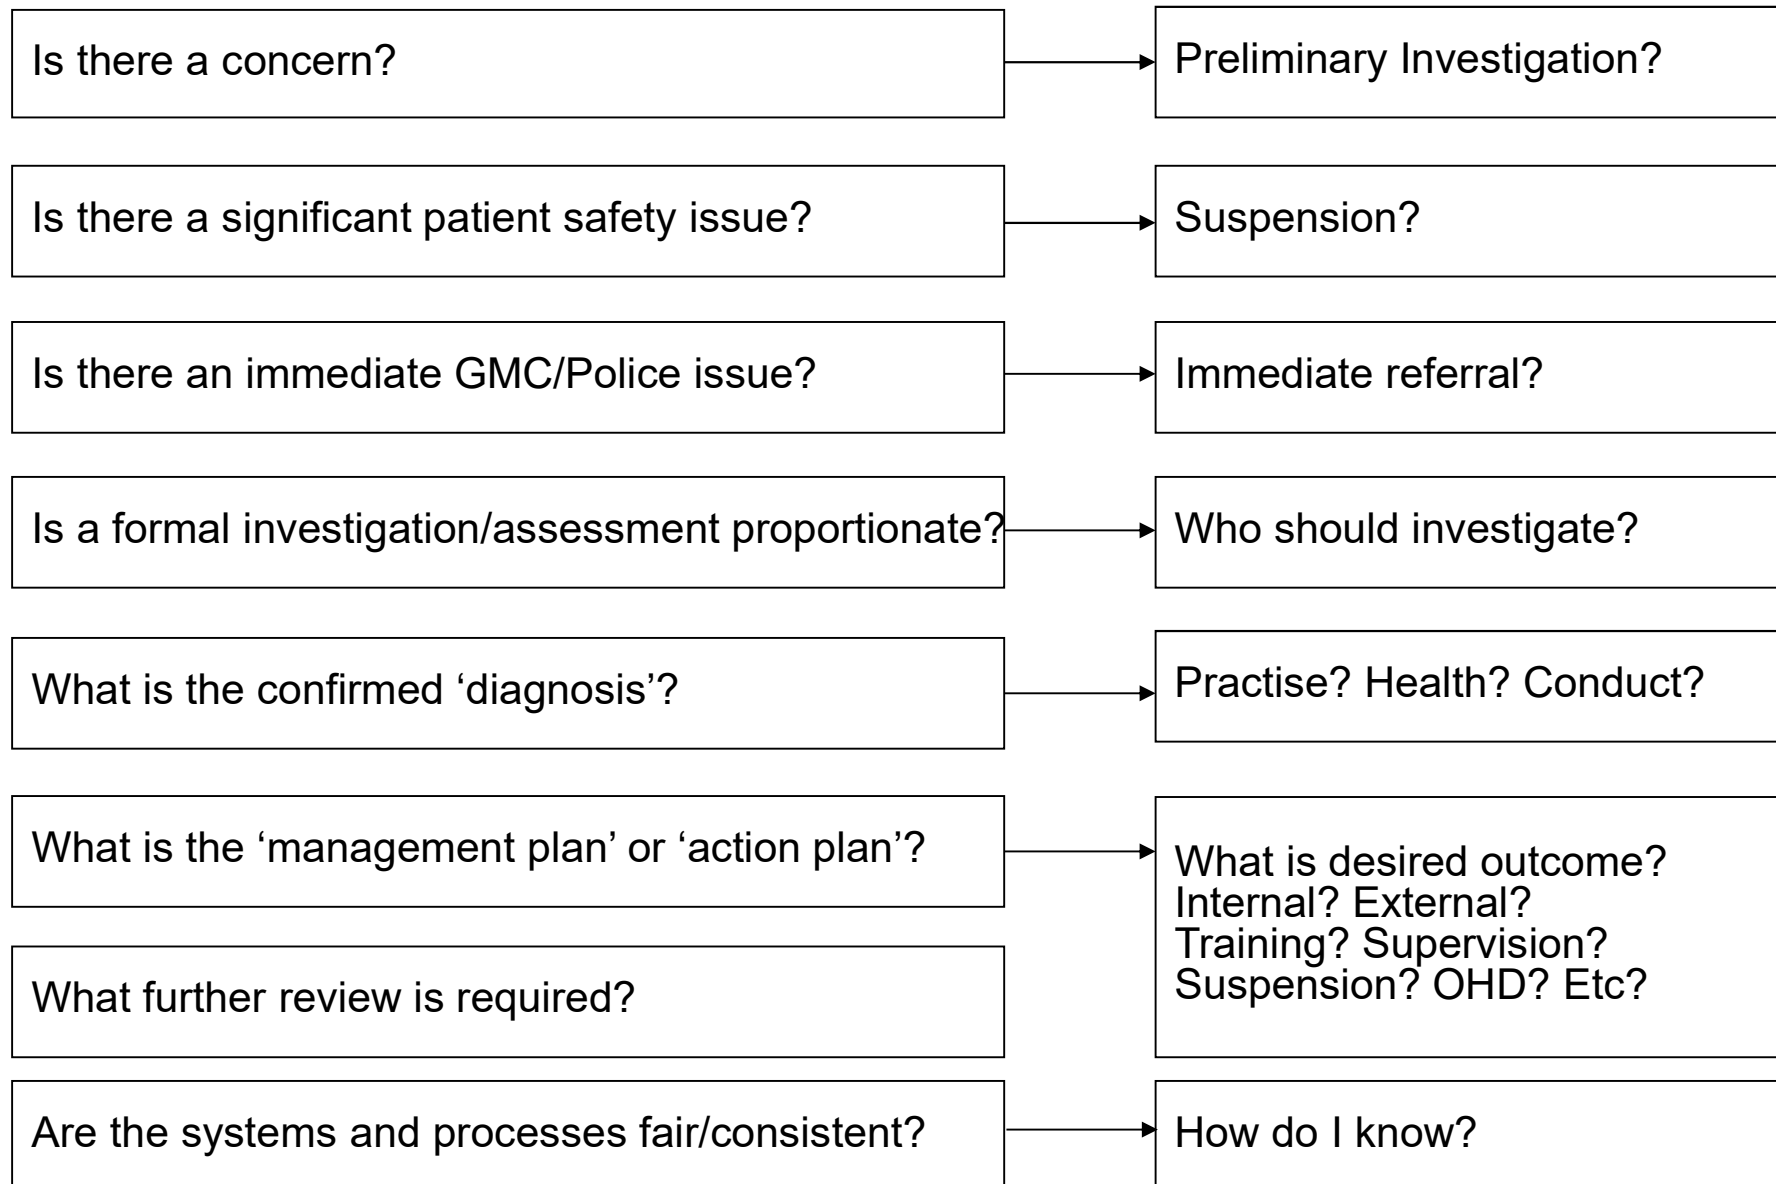 Is there a concern?
Preliminary Investigation?
Is there a significant patient safety issue?
Suspension?
Is there an immediate GMC/Police issue?
Immediate referral?
Is a formal investigation/assessment proportionate?
Who should investigate?
What is the confirmed ‘diagnosis’?
Practise? Health? Conduct?
What is the ‘management plan’ or ‘action plan’?
What is desired outcome?
Internal? External?
Training? Supervision?
Suspension? OHD? Etc?
What further review is required?
Are the systems and processes fair/consistent?
How do I know?